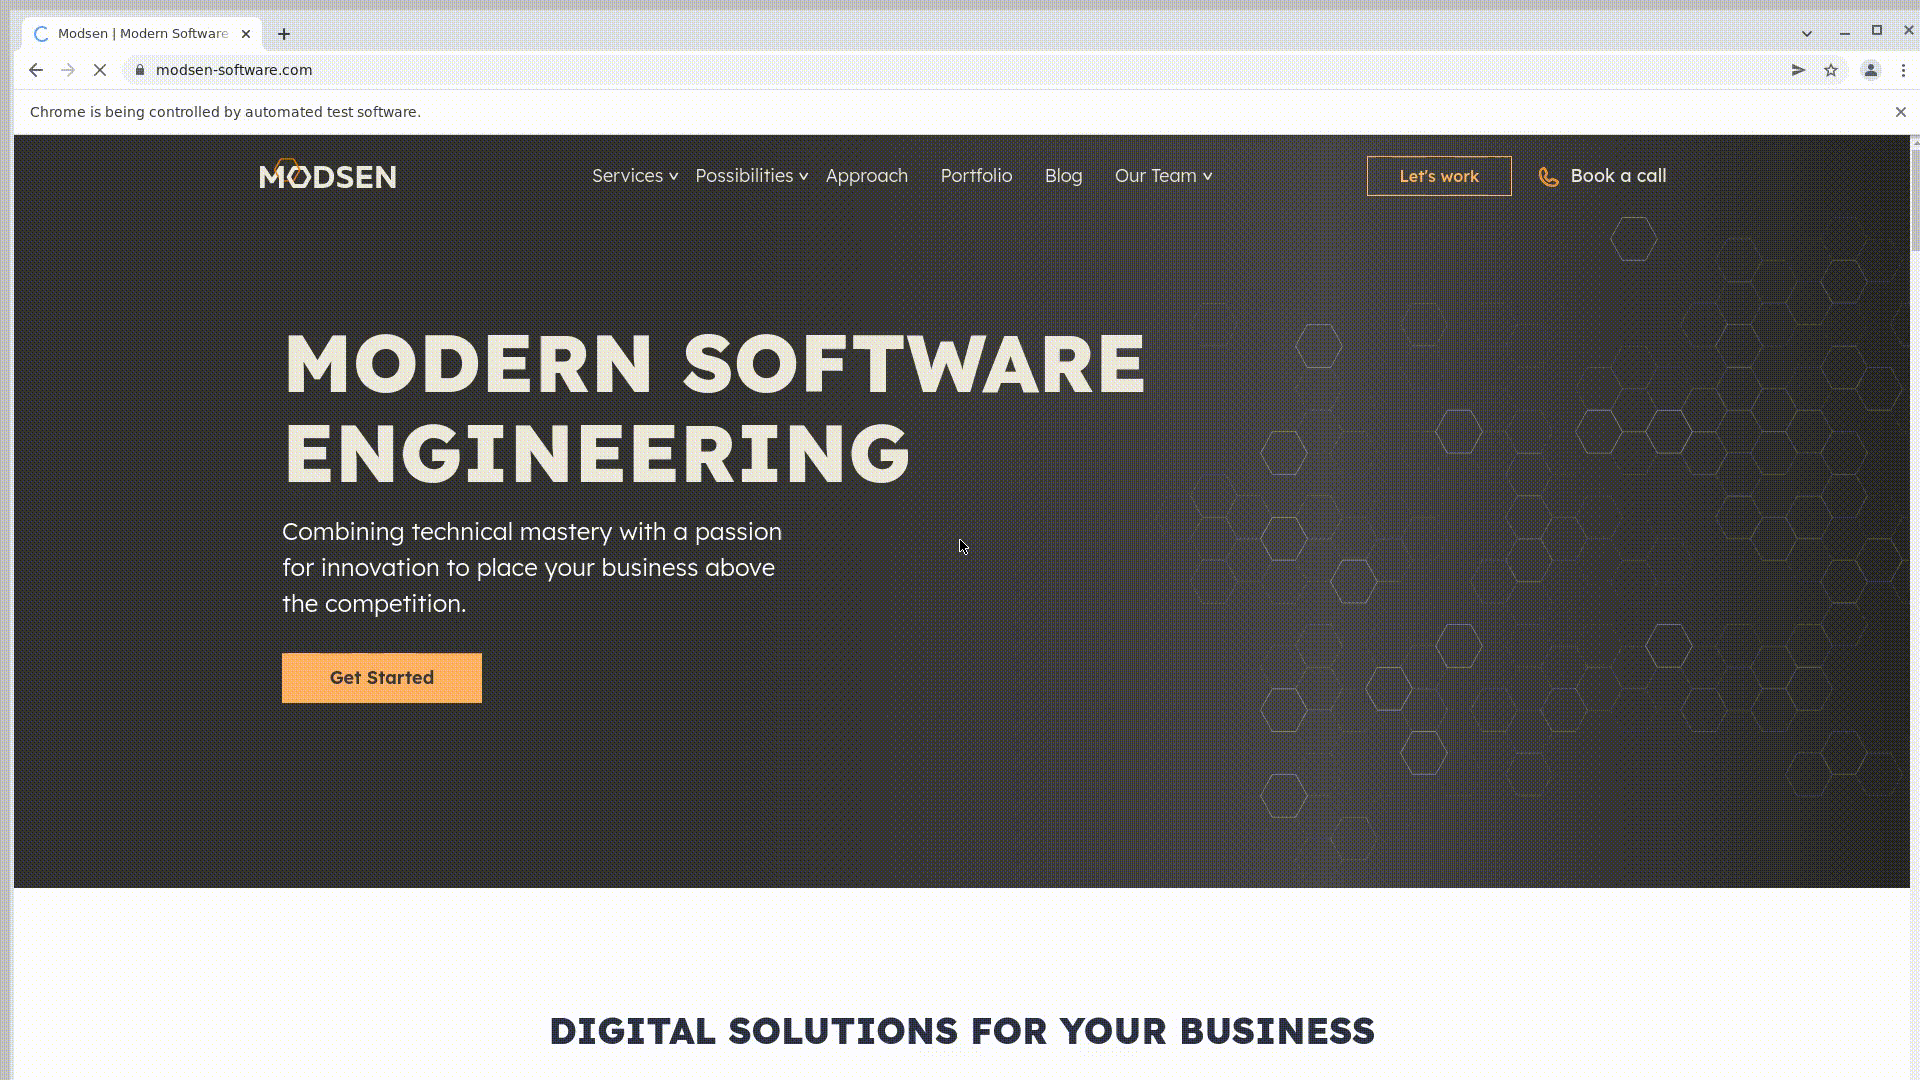 Modsen | Modern Software
modsen-software.com
Chrome is being controlled by automated test software.
MODSEN
Services
Possibilities
Approach
Portfolio
Blog
Our Team
Let's work
Book a call
MODERN SOFTWARE
ENGINEERING
Combining technical mastery with a passion
for innovation to place your business above
the competition.
Get Started
DIGITAL SOLUTIONS FOR YOUR BUSINESS